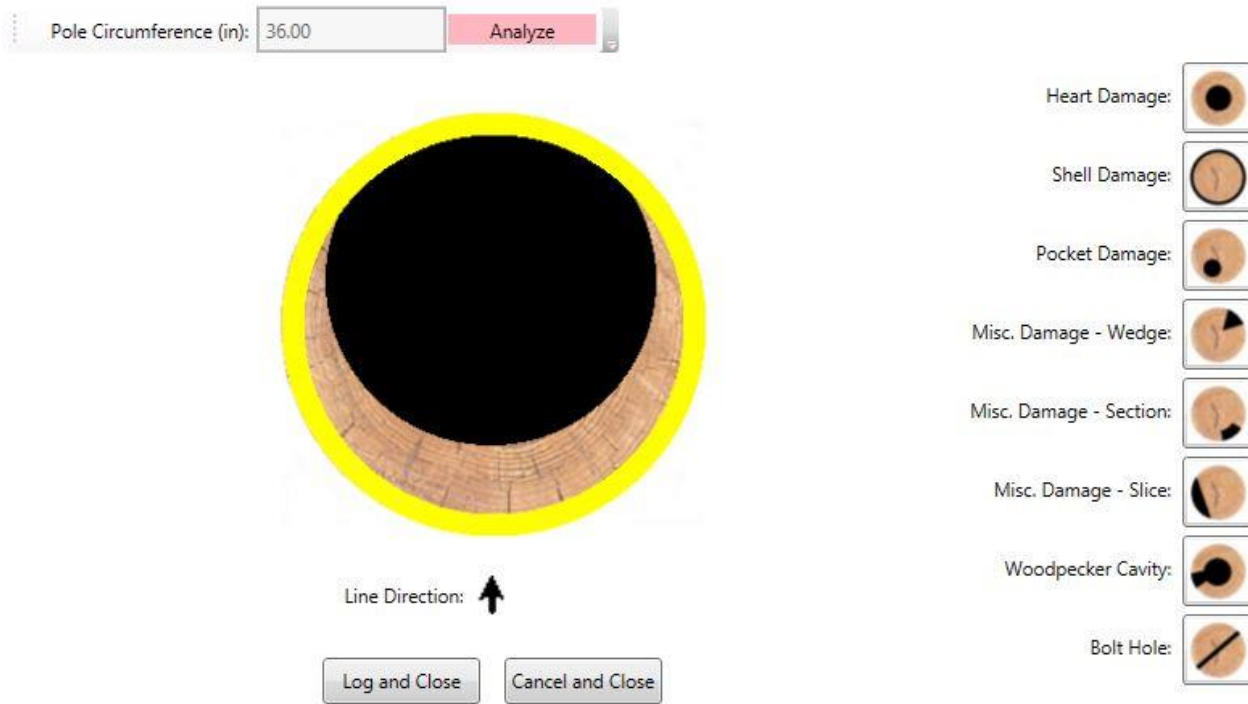 Pole Circumference (in): 36.00 Analyze
Heart Damage:
Shell Damage:
Pocket Damage:
Misc. Damage - Wedge:
Misc. Damage - Section:
Misc. Damage - Slice:
Woodpecker Cavity:
Bolt Hole:
Line Direction:
Log and Close Cancel and Close